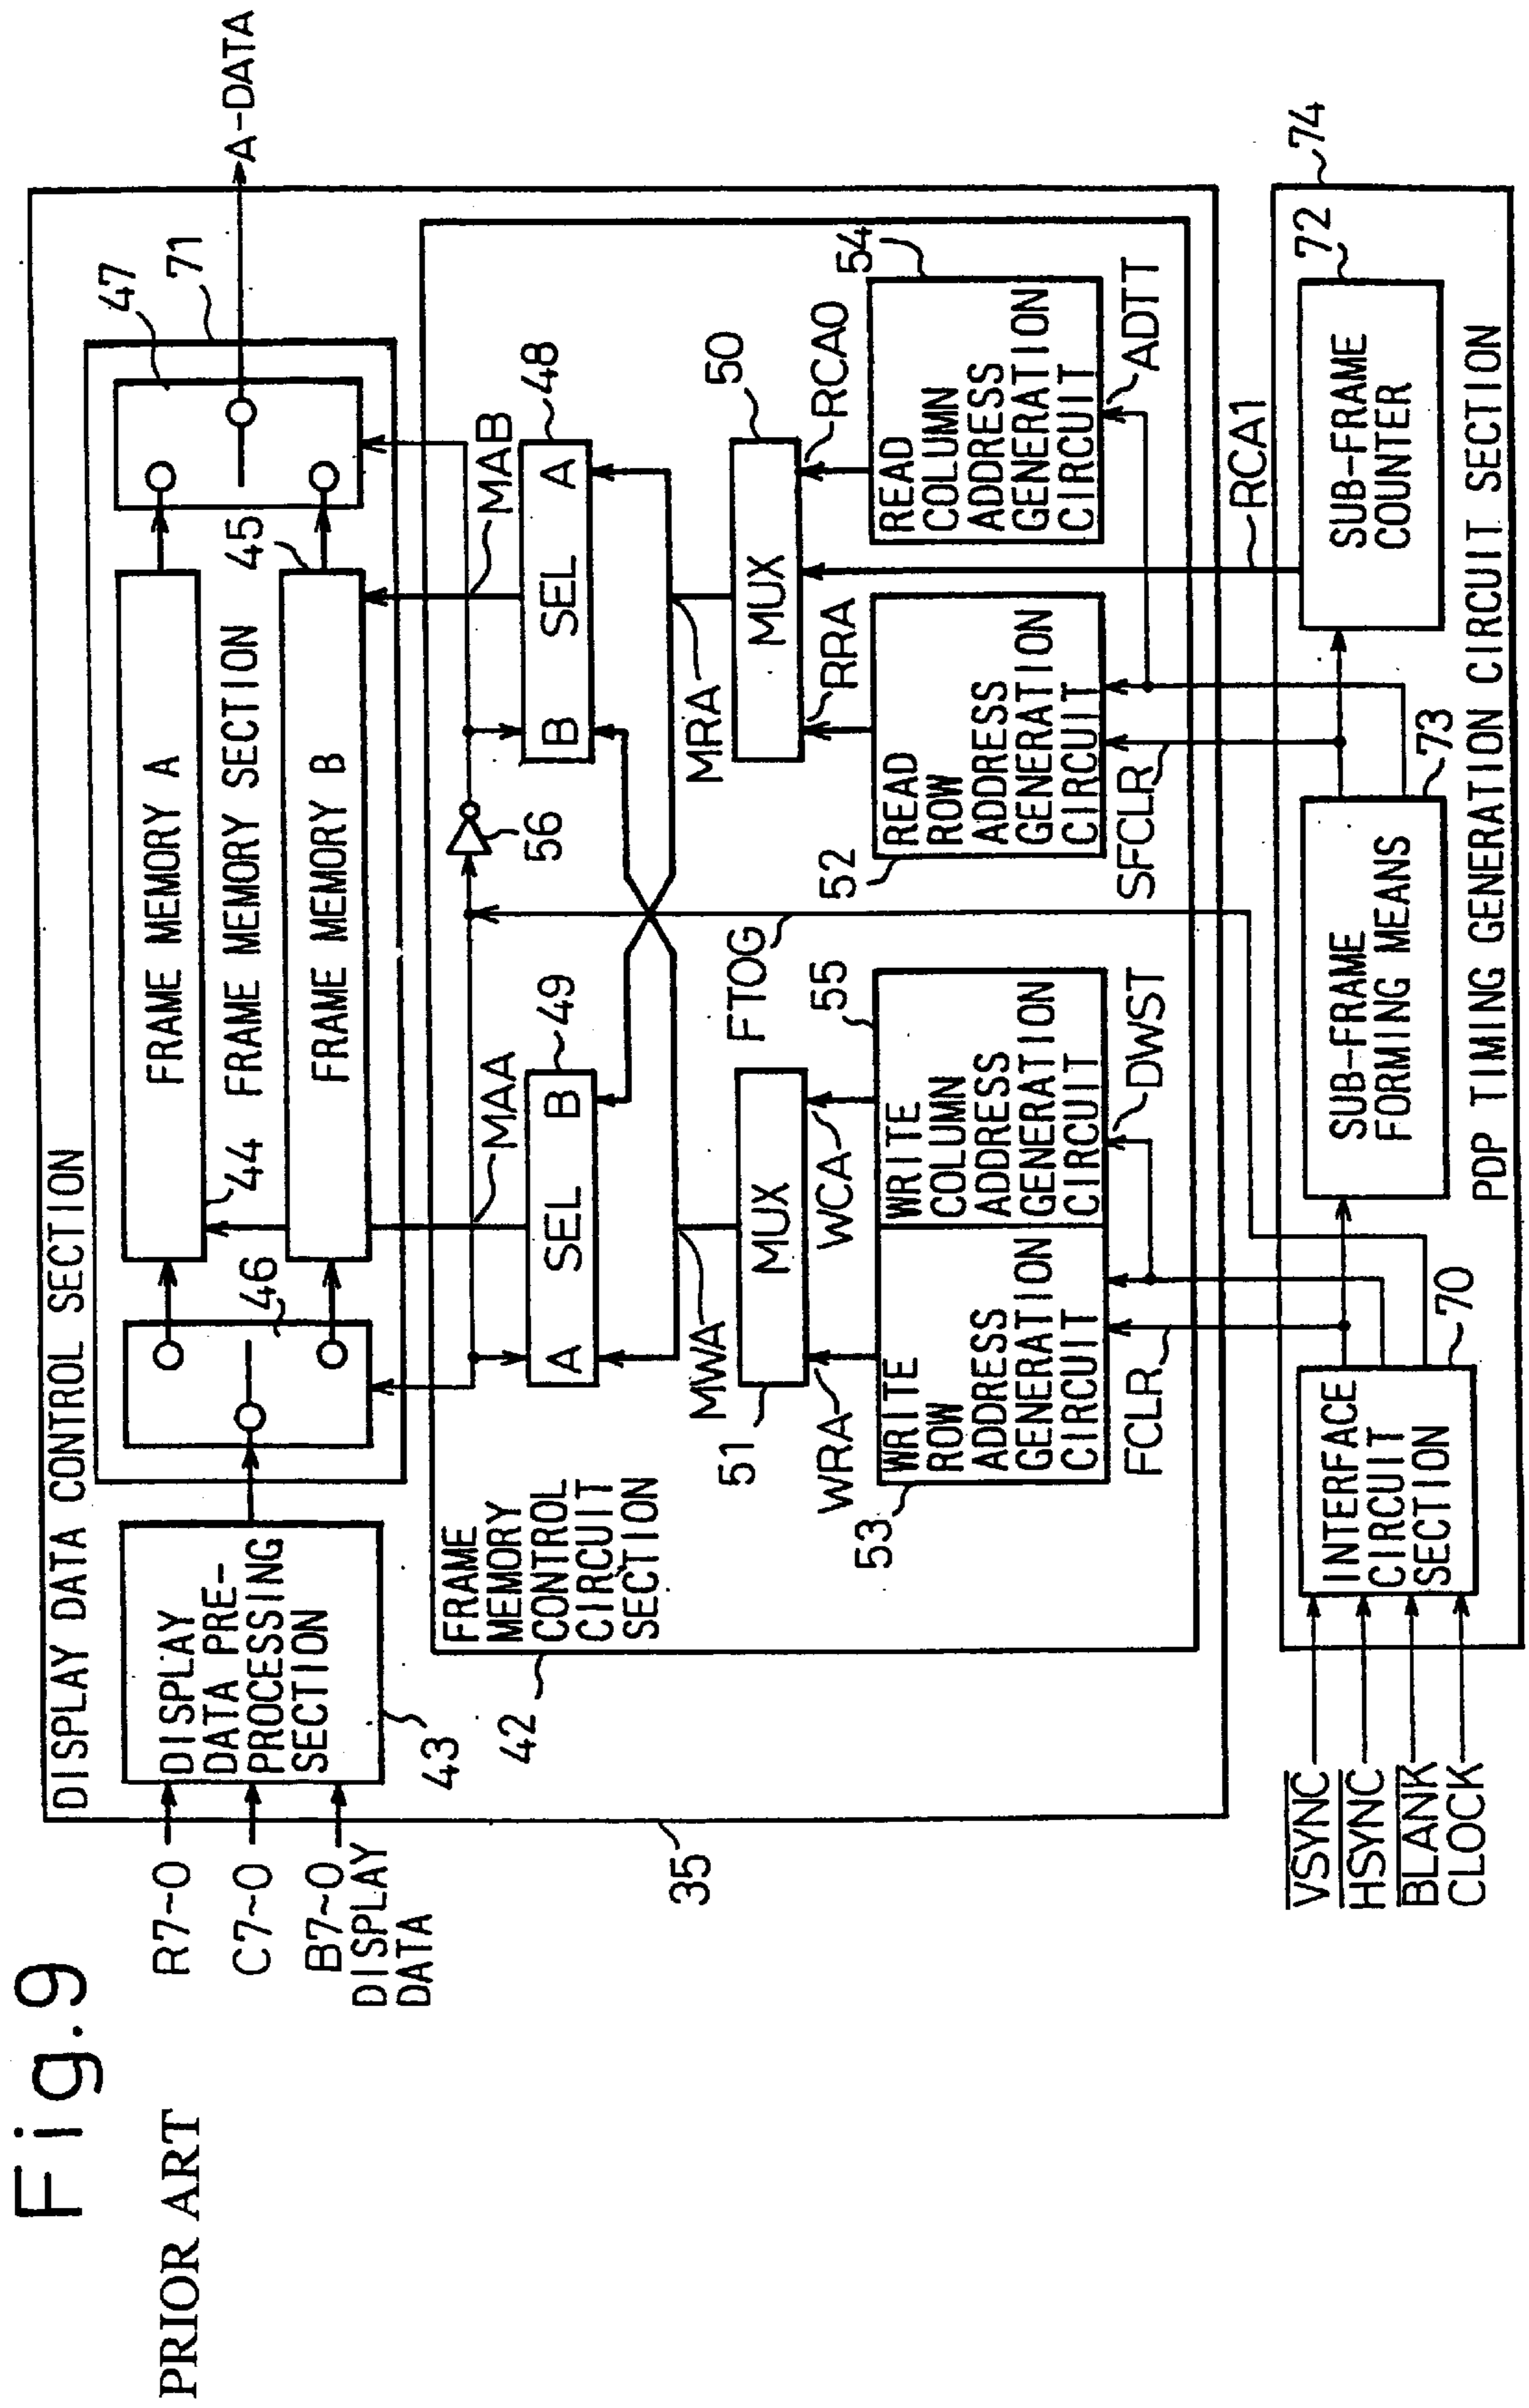 Fig.9
PRIOR ART
DISPLAY DATA CONTROL SECTION
R7~0
C7~0
B7~0
DISPLAY
DATA
DISPLAY
DATA PRE-
PROCESSING
SECTION
43
46
FRAME MEMORY A
44
FRAME MEMORY SECTION
45
FRAME MEMORY B
47
71
A-DATA
FRAME
MEMORY
CONTROL
CIRCUIT
SECTION
42
35
MAA
56
MAB
A SEL B
49
B SEL A
48
MWA
MRA
51
MUX
FTOG
MUX
50
WRA
WCA
55
RRA
RCA0
54
53
WRITE
ROW
ADDRESS
GENERATION
CIRCUIT
WRITE
COLUMN
ADDRESS
GENERATION
CIRCUIT
52
READ
ROW
ADDRESS
GENERATION
CIRCUIT
READ
COLUMN
ADDRESS
GENERATION
CIRCUIT
FCLR
DWST
SFCLR
ADTT
RCA1
74
VSYNC
HSYNC
BLANK
CLOCK
INTERFACE
CIRCUIT
SECTION
70
SUB-FRAME
FORMING MEANS
73
SUB-FRAME
COUNTER
72
PDP TIMING GENERATION CIRCUIT SECTION